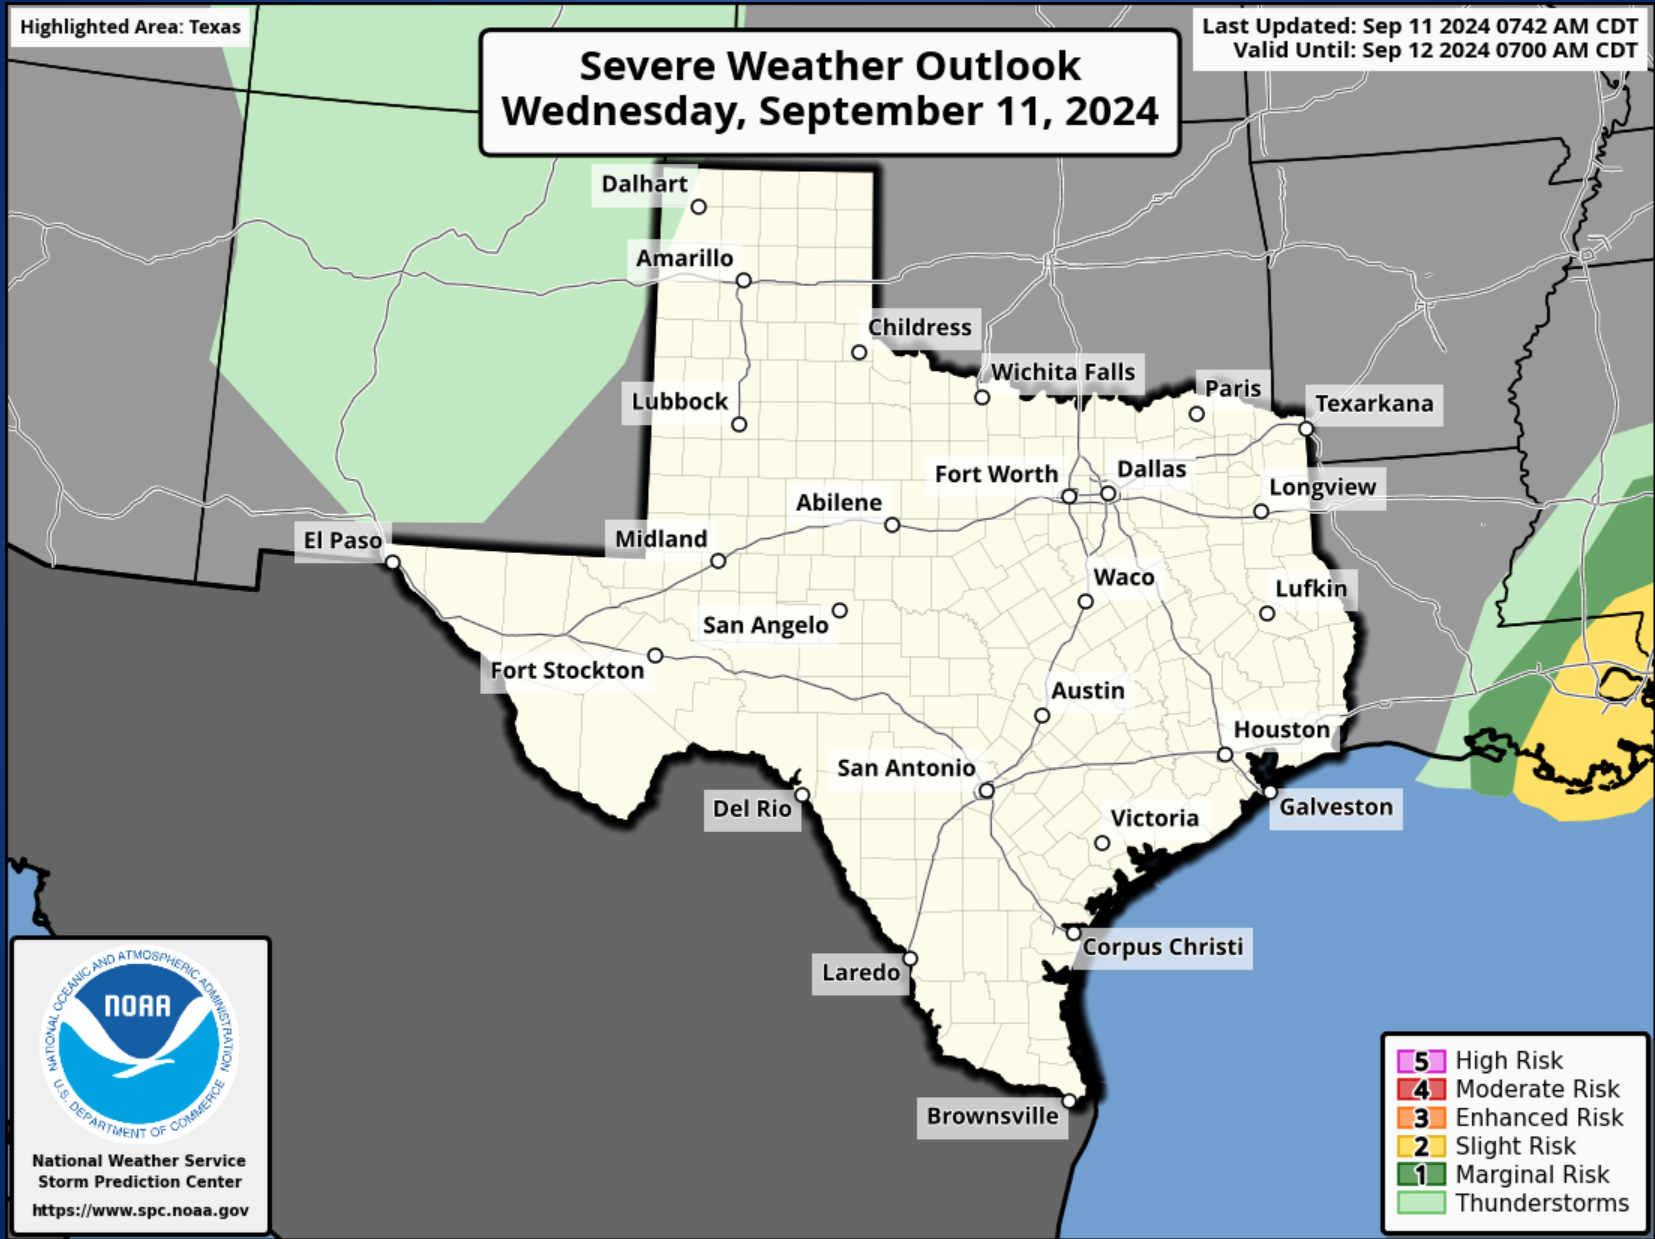 Highlighted Area: Texas
Last Updated: Sep 11 2024 0742 AM CDT
Valid Until: Sep 12 2024 0700 AM CDT
Severe Weather Outlook
Wednesday, September 11, 2024
Dalhart
Amarillo
Childress
Wichita Falls
Paris
Texarkana
Lubbock
Fort Worth
Dallas
Longview
Abilene
El Paso
Midland
Waco
Lufkin
San Angelo
Fort Stockton
Austin
Houston
San Antonio
Del Rio
Galveston
Victoria
Corpus Christi
Laredo
Brownsville
NATIONAL OCEANIC AND ATMOSPHERIC ADMINISTRATION
NOAA
U.S. DEPARTMENT OF COMMERCE
National Weather Service
Storm Prediction Center
https://www.spc.noaa.gov
5 High Risk
4 Moderate Risk
3 Enhanced Risk
2 Slight Risk
1 Marginal Risk
Thunderstorms